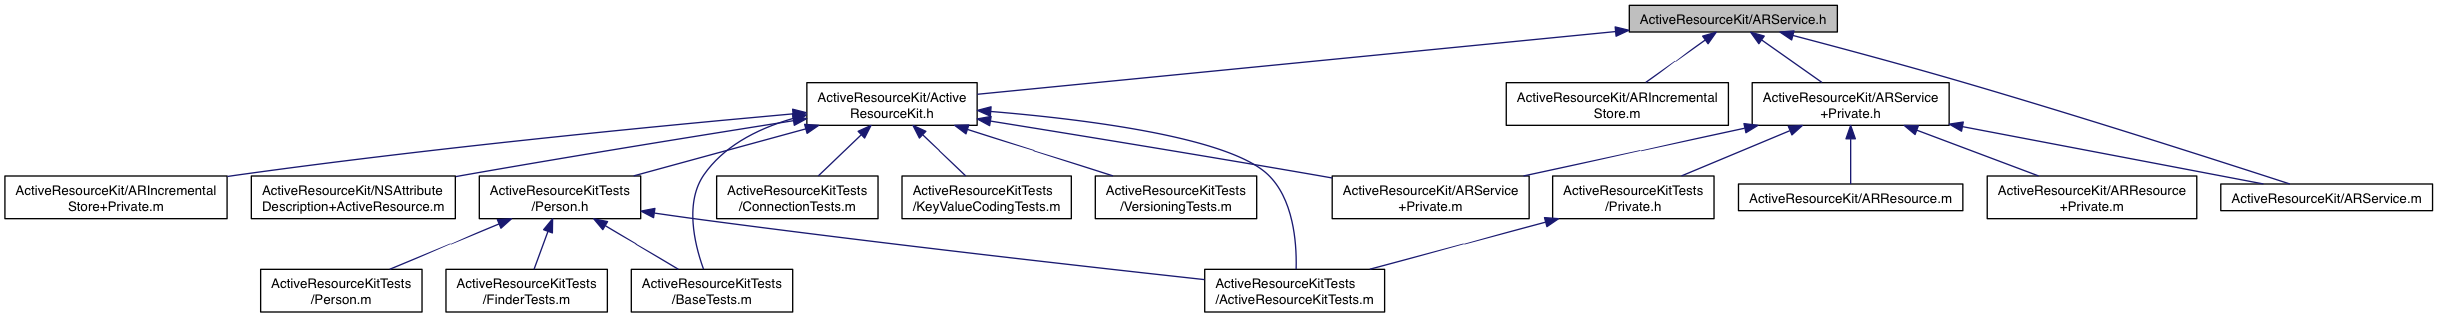 ActiveResourceKit/ARService.h
ActiveResourceKit/Active
ResourceKit.h
ActiveResourceKit/ARIncremental
Store.m
ActiveResourceKit/ARService
+Private.h
ActiveResourceKit/ARIncremental
Store+Private.m
ActiveResourceKit/NSAttribute
Description+ActiveResource.m
ActiveResourceKitTests
/Person.h
ActiveResourceKitTests
/ConnectionTests.m
ActiveResourceKitTests
/KeyValueCodingTests.m
ActiveResourceKitTests
/VersioningTests.m
ActiveResourceKit/ARService
+Private.m
ActiveResourceKitTests
/Private.h
ActiveResourceKit/ARResource.m
ActiveResourceKit/ARResource
+Private.m
ActiveResourceKit/ARService.m
ActiveResourceKitTests
/Person.m
ActiveResourceKitTests
/FinderTests.m
ActiveResourceKitTests
/BaseTests.m
ActiveResourceKitTests
/ActiveResourceKitTests.m